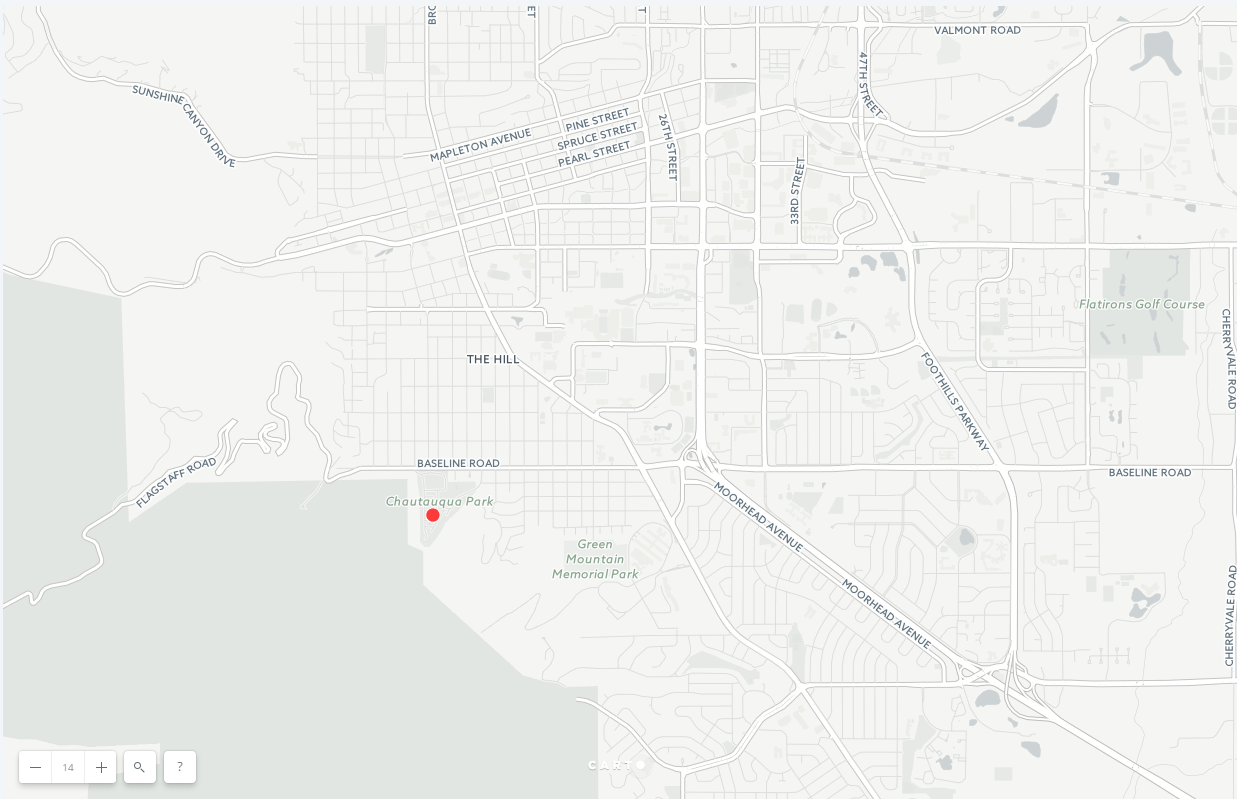 BRO
ET
T
VALMONT ROAD
47TH STREET
SUNSHINE CANYON DRIVE
PINE STREET
MAPLETON AVENUE
SPRUCE STREET
PEARL STREET
26TH STREET
33RD STREET
Flatirons Golf Course
CHERRYVALE ROAD
THE HILL
FOOTHILLS PARKWAY
BASELINE ROAD
FLAGSTAFF ROAD
BASELINE ROAD
Chautauqua Park
MOORHEAD AVENUE
Green
Mountain
Memorial Park
MOORHEAD AVENUE
CHERRYVALE ROAD
14
?
CARTO